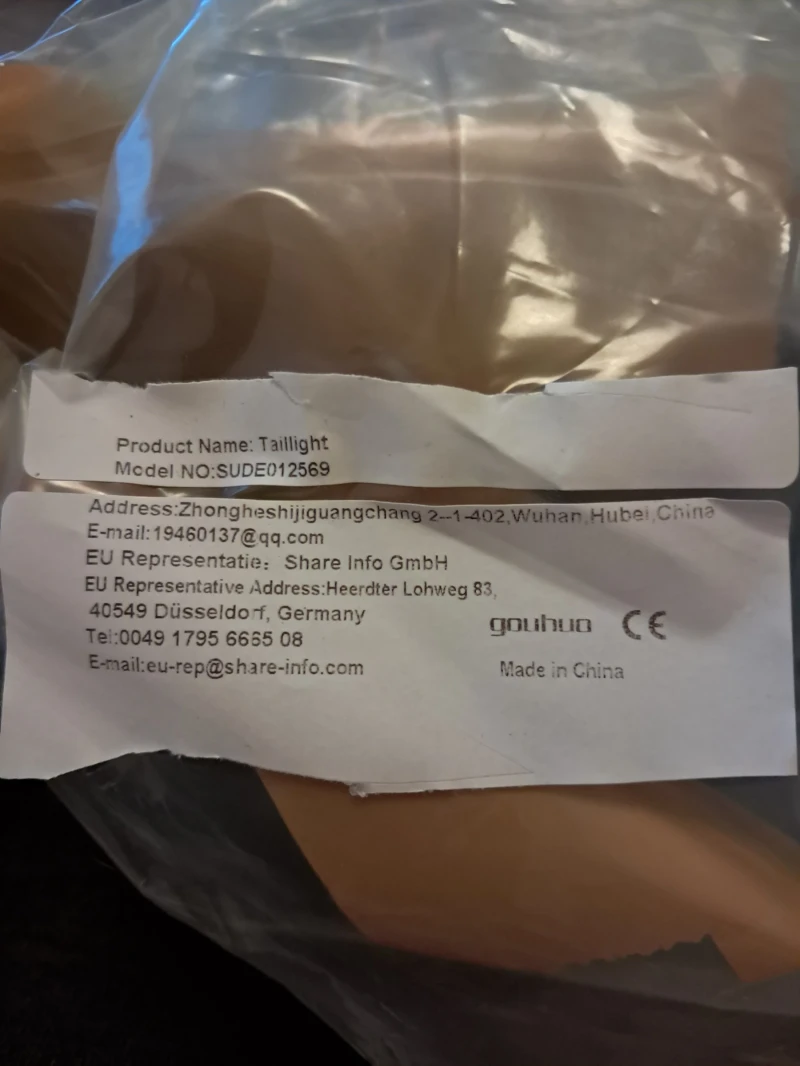 Product Name: Taillight
Model NO:SUDE012569
Address:Zhongheshijiguangchang 2--1-402,Wuhan,Hubei,China
E-mail:19460137@qq.com
EU Representatie: Share Info GmbH
EU Representative Address:Heerdter Lohweg 83,
40549 Düsseldorf, Germany
Tel:0049 1795 6665 08
E-mail:eu-rep@share-info.com
gouhuo CE
Made in China